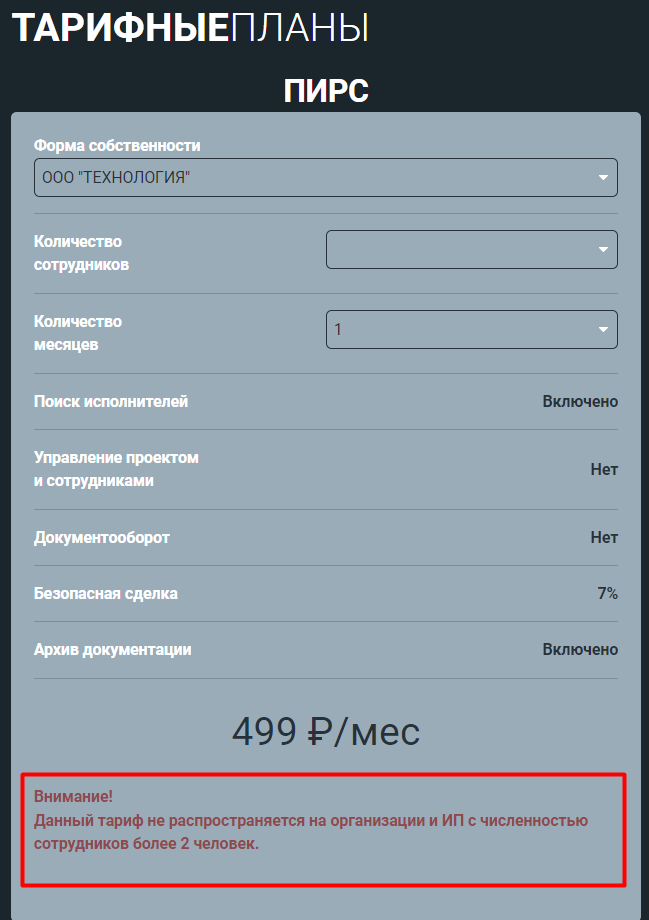 ТАРИФНЫЕПЛАНЫ
ПИРС
Форма собственности
ООО "ТЕХНОЛОГИЯ"
Количество
сотрудников
Количество
месяцев
1
Поиск исполнителей
Включено
Управление проектом
и сотрудниками
Нет
Документооборот
Нет
Безопасная сделка
7%
Архив документации
Включено
499 ₽/мес
Внимание!
Данный тариф не распространяется на организации и ИП с численностью
сотрудников более 2 человек.